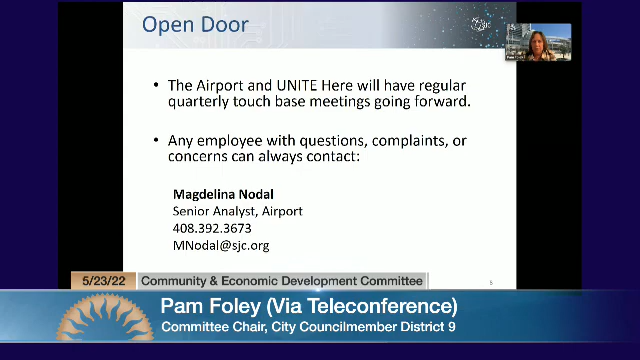 Open Door
• The Airport and UNITE Here will have regular
quarterly touch base meetings going forward.
• Any employee with questions, complaints, or
concerns can always contact:
Magdelina Nodal
Senior Analyst, Airport
408.392.3673
MNodal@sjc.org
5/23/22
Community & Economic Development Committee
Pam Foley (Via Teleconference)
Committee Chair, City Councilmember District 9